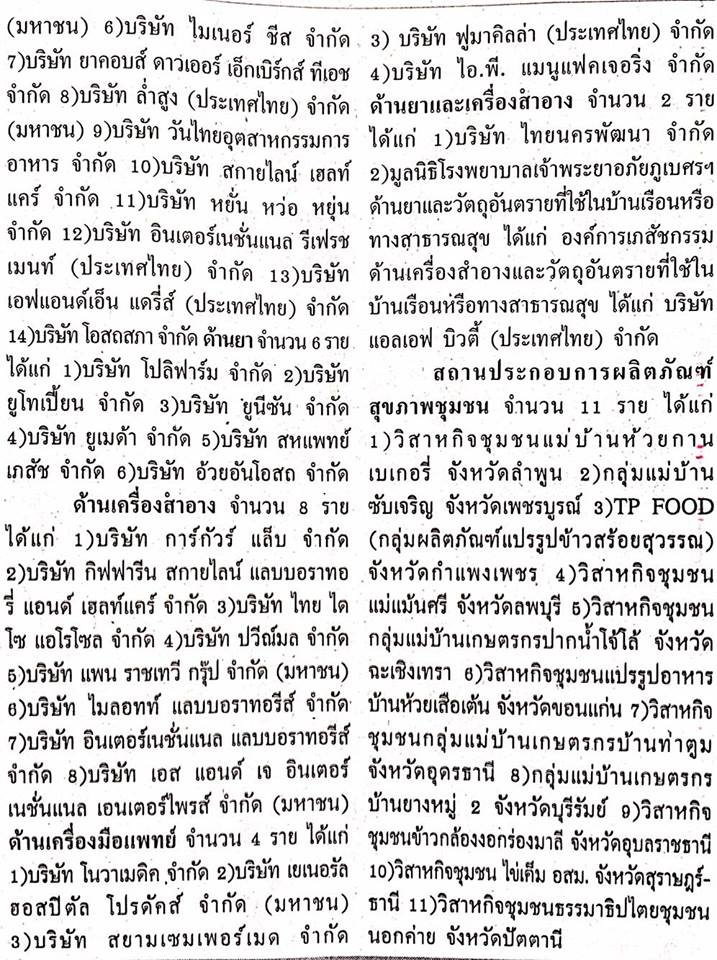 (มหาชน) 6)บริษัท ไมเนอร์ ชีส จำกัด
7)บริษัท ยาคอบส์ ดาวเออร์ เอ็กเบิร์กส์ ทีเอช
จำกัด 8)บริษัท ล่ำสูง (ประเทศไทย) จำกัด
(มหาชน) 9)บริษัท วันไทยอุตสาหกรรมการ
อาหาร จำกัด 10)บริษัท สกายไลน์ เฮลท์
แคร์ จำกัด 11)บริษัท หยั่น หว่อ หยุ่น
จำกัด 12)บริษัท อินเตอร์เนชั่นแนล รีเฟรช
เมนท์ (ประเทศไทย) จำกัด 13)บริษัท
เอฟแอนด์เอ็น แดรี่ส์ (ประเทศไทย) จำกัด
14)บริษัท โอสถสภา จำกัด ด้านยา จำนวน 6 ราย
ได้แก่ 1)บริษัท โปลิฟาร์ม จำกัด 2)บริษัท
ยูโทเปี้ยน จำกัด 3)บริษัท ยูนีซัน จำกัด
4)บริษัท ยูเมด้า จำกัด 5)บริษัท สหแพทย์
เภสัช จำกัด 6)บริษัท อ้วยอันโอสถ จำกัด
ด้านเครื่องสำอาง จำนวน 8 ราย
ได้แก่ 1)บริษัท การ์กัวร์ แล็บ จำกัด
2)บริษัท กิฟฟารีน สกายไลน์ แลบบอราทอ
รี่ แอนด์ เฮลท์แคร์ จำกัด 3)บริษัท ไทย ได
โซ แอโรโซล จำกัด 4)บริษัท ปวีณ์มล จำกัด
5)บริษัท แพน ราชเทวี กรุ๊ป จำกัด (มหาชน)
6)บริษัท ไมลอทท์ แลบบอราทอรีส์ จำกัด
7)บริษัท อินเตอร์เนชั่นแนล แลบบอราทอรีส์
จำกัด 8)บริษัท เอส แอนด์ เจ อินเตอร์
เนชั่นแนล เอนเตอร์ไพรส์ จำกัด (มหาชน)
ด้านเครื่องมือแพทย์ จำนวน 4 ราย ได้แก่
1)บริษัท โนวาเมดิค จำกัด 2)บริษัท เยเนอรัล
ฮอสปิตัล โปรดัคส์ จำกัด (มหาชน)
3)บริษัท สยามเซมเพอร์เมด จำกัด
3) บริษัท ฟูมาคิลล่า (ประเทศไทย) จำกัด
4)บริษัท ไอ.พี. แมนูแฟคเจอริ่ง จำกัด
ด้านยาและเครื่องสำอาง จำนวน 2 ราย
ได้แก่ 1)บริษัท ไทยนครพัฒนา จำกัด
2)มูลนิธิโรงพยาบาลเจ้าพระยาอภัยภูเบศรฯ
ด้านยาและวัตถุอันตรายที่ใช้ในบ้านเรือนหรือ
ทางสาธารณสุข ได้แก่ องค์การเภสัชกรรม
ด้านเครื่องสำอางและวัตถุอันตรายที่ใช้ใน
บ้านเรือนหรือทางสาธารณสุข ได้แก่ บริษัท
แอลเอฟ บิวตี้ (ประเทศไทย) จำกัด
สถานประกอบการผลิตภัณฑ์
สุขภาพชุมชน จำนวน 11 ราย ได้แก่
1)วิสาหกิจชุมชนแม่บ้านห้วยกาน
เบเกอรี่ จังหวัดลำพูน 2)กลุ่มแม่บ้าน
ซับเจริญ จังหวัดเพชรบูรณ์ 3)TP FOOD
(กลุ่มผลิตภัณฑ์แปรรูปข้าวสร้อยสุวรรณ)
จังหวัดกำแพงเพชร 4)วิสาหกิจชุมชน
แม่แม้นศรี จังหวัดลพบุรี 5)วิสาหกิจชุมชน
กลุ่มแม่บ้านเกษตรกรปากน้ำโจ้โล้ จังหวัด
ฉะเชิงเทรา 6)วิสาหกิจชุมชนแปรรูปอาหาร
บ้านห้วยเสือเต้น จังหวัดขอนแก่น 7)วิสาหกิจ
ชุมชนกลุ่มแม่บ้านเกษตรกรบ้านท่าตูม
จังหวัดอุดรธานี 8)กลุ่มแม่บ้านเกษตรกร
บ้านยางหมู่ 2 จังหวัดบุรีรัมย์ 9)วิสาหกิจ
ชุมชนข้าวกล้องงอกร่องมาลี จังหวัดอุบลราชธานี
10)วิสาหกิจชุมชน ไข่เค็ม อสม. จังหวัดสุราษฎร์-
ธานี 11)วิสาหกิจชุมชนธรรมาธิปไตยชุมชน
นอกค่าย จังหวัดปัตตานี